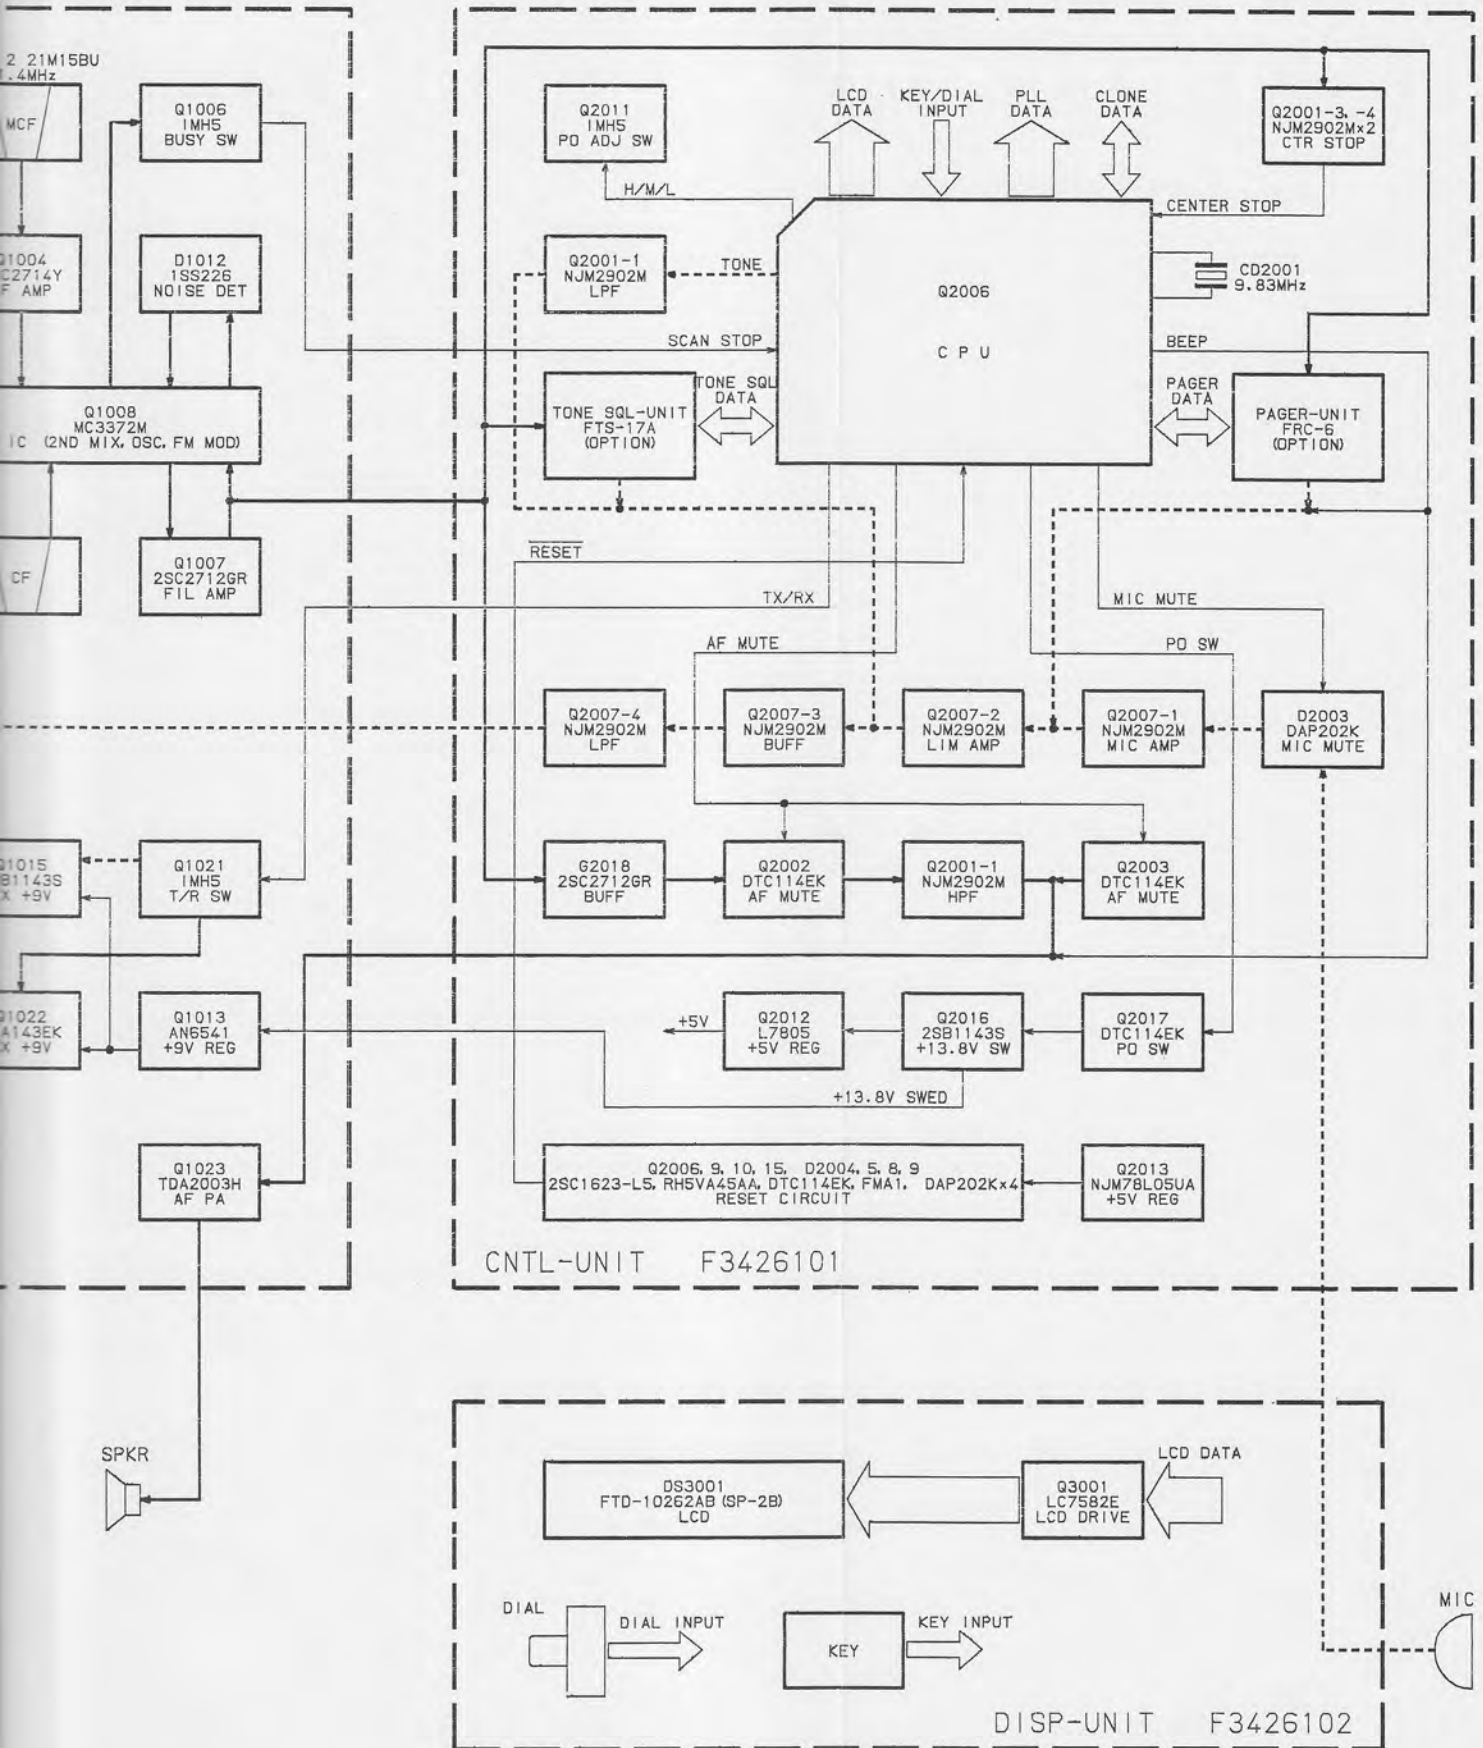 2 21M15BU
.4MHz
MCF
Q1006
IMH5
BUSY SW
Q2011
IMH5
PO ADJ SW
LCD
DATA
KEY/DIAL
INPUT
PLL
DATA
CLONE
DATA
Q2001-3, -4
NJM2902M×2
CTR STOP
H/M/L
CENTER STOP
Q1004
C2714Y
F AMP
D1012
1SS226
NOISE DET
Q2001-1
NJM2902M
LPF
TONE
Q2006
CPU
CD2001
9.83MHz
SCAN STOP
BEEP
Q1008
MC3372M
IC (2ND MIX, OSC, FM MOD)
TONE SQL-UNIT
FTS-17A
(OPTION)
TONE SQL
DATA
PAGER
DATA
PAGER-UNIT
FRC-6
(OPTION)
RESET
CF
Q1007
2SC2712GR
FIL AMP
TX/RX
MIC MUTE
AF MUTE
PO SW
Q2007-4
NJM2902M
LPF
Q2007-3
NJM2902M
BUFF
Q2007-2
NJM2902M
LIM AMP
Q2007-1
NJM2902M
MIC AMP
D2003
DAP202K
MIC MUTE
Q1015
B1143S
X +9V
Q1021
IMH5
T/R SW
G2018
2SC2712GR
BUFF
Q2002
DTC114EK
AF MUTE
Q2001-1
NJM2902M
HPF
Q2003
DTC114EK
AF MUTE
Q1022
A143EK
X +9V
Q1013
AN6541
+9V REG
+5V
Q2012
L7805
+5V REG
Q2016
2SB1143S
+13.8V SW
Q2017
DTC114EK
PO SW
+13.8V SWED
Q1023
TDA2003H
AF PA
Q2006, 9, 10, 15, D2004, 5, 8, 9
2SC1623-L5, RH5VA45AA, DTC114EK, FMA1, DAP202K×4
RESET CIRCUIT
Q2013
NJM78L05UA
+5V REG
CNTL-UNIT F3426101
SPKR
DS3001
FTD-10262AB (SP-2B)
LCD
Q3001
LC7582E
LCD DRIVE
LCD DATA
DIAL
DIAL INPUT
KEY
KEY INPUT
MIC
DISP-UNIT F3426102